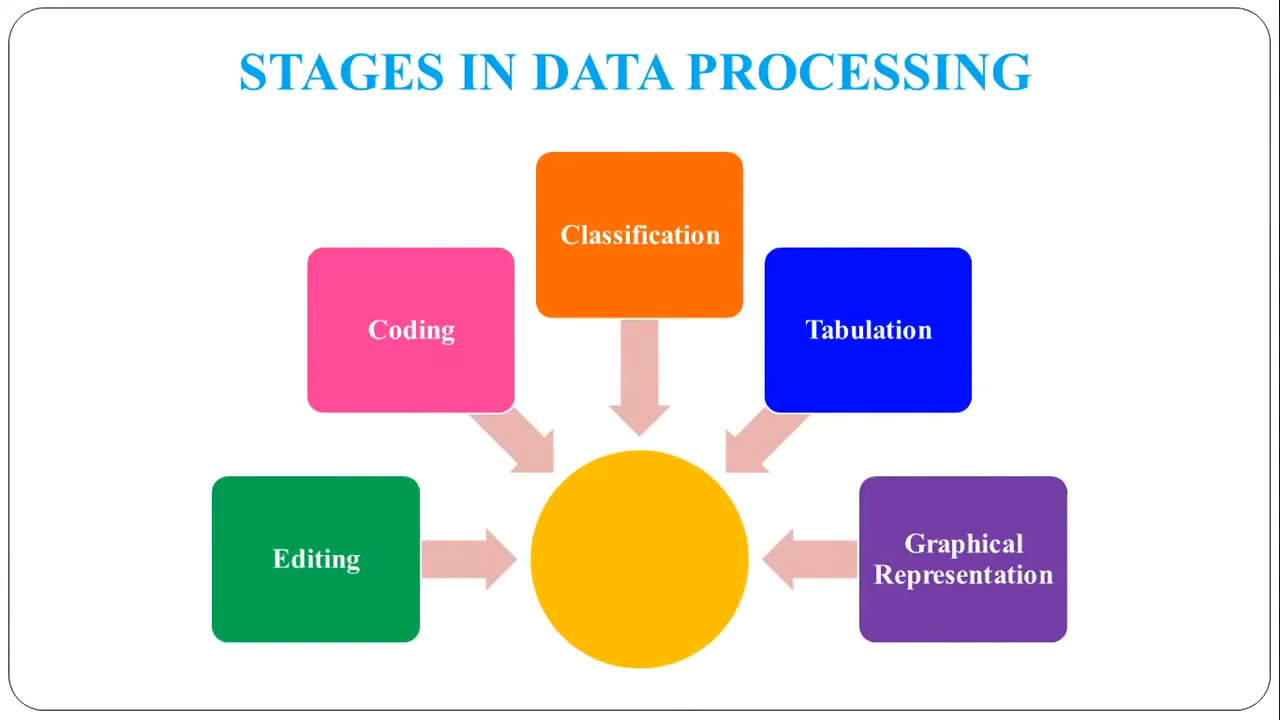 STAGES IN DATA PROCESSING
Classification
Coding
Tabulation
Editing
Graphical
Representation